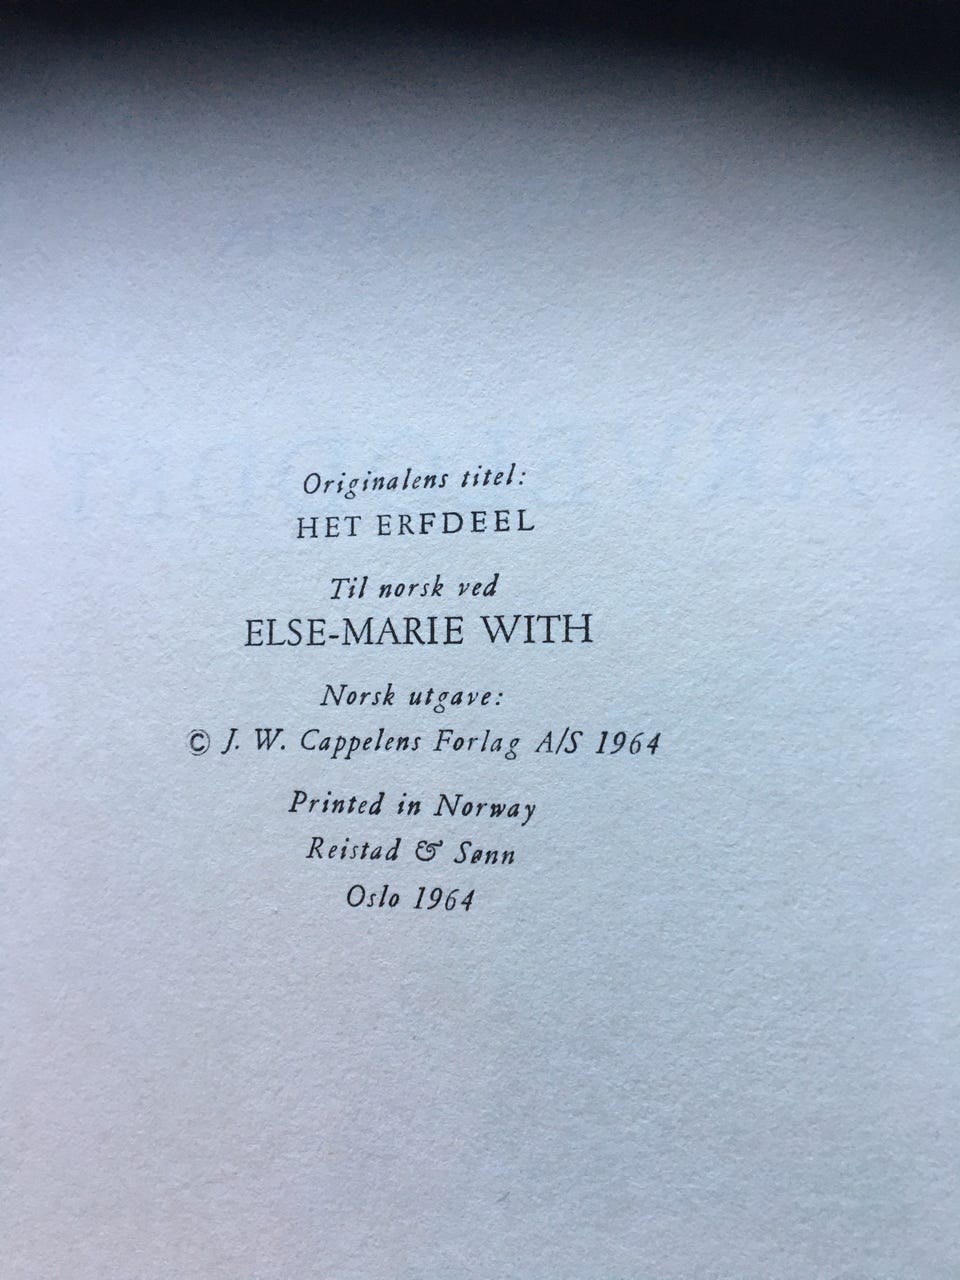 Originalens titel:
HET ERFDEEL
Til norsk ved
ELSE-MARIE WITH
Norsk utgave:
© J. W. Cappelens Forlag A/S 1964
Printed in Norway
Reistad & Sønn
Oslo 1964